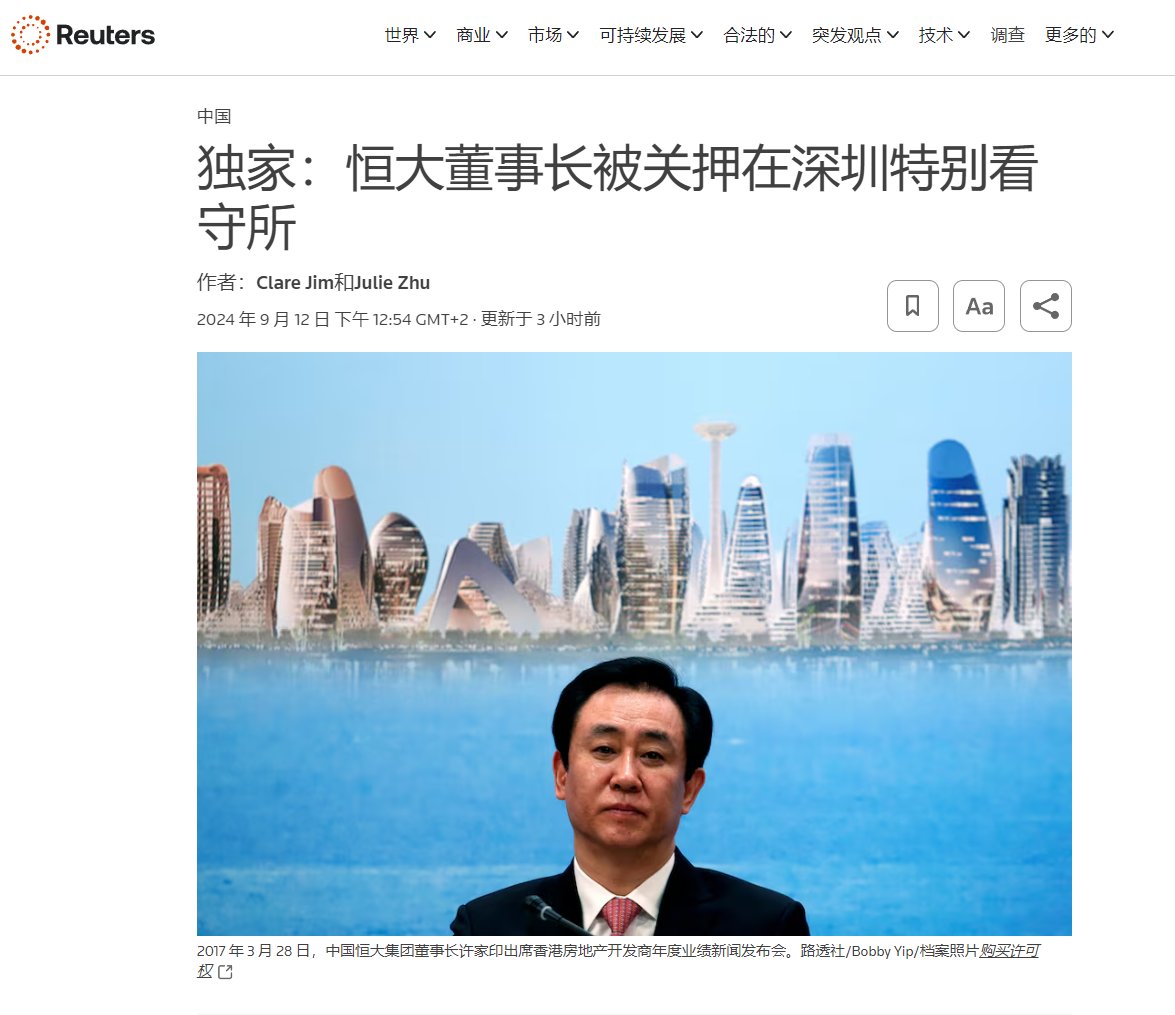 Reuters
世界 商业 市场 可持续发展 合法的 突发观点 技术 调查 更多的
中国
独家：恒大董事长被关押在深圳特别看
守所
作者：Clare Jim和Julie Zhu
2024 年 9 月 12 日 下午 12:54 GMT+2 · 更新于 3 小时前
Aa
2017 年 3 月 28 日，中国恒大集团董事长许家印出席香港房地产开发商年度业绩新闻发布会。路透社/Bobby Yip/档案照片购买许可
权